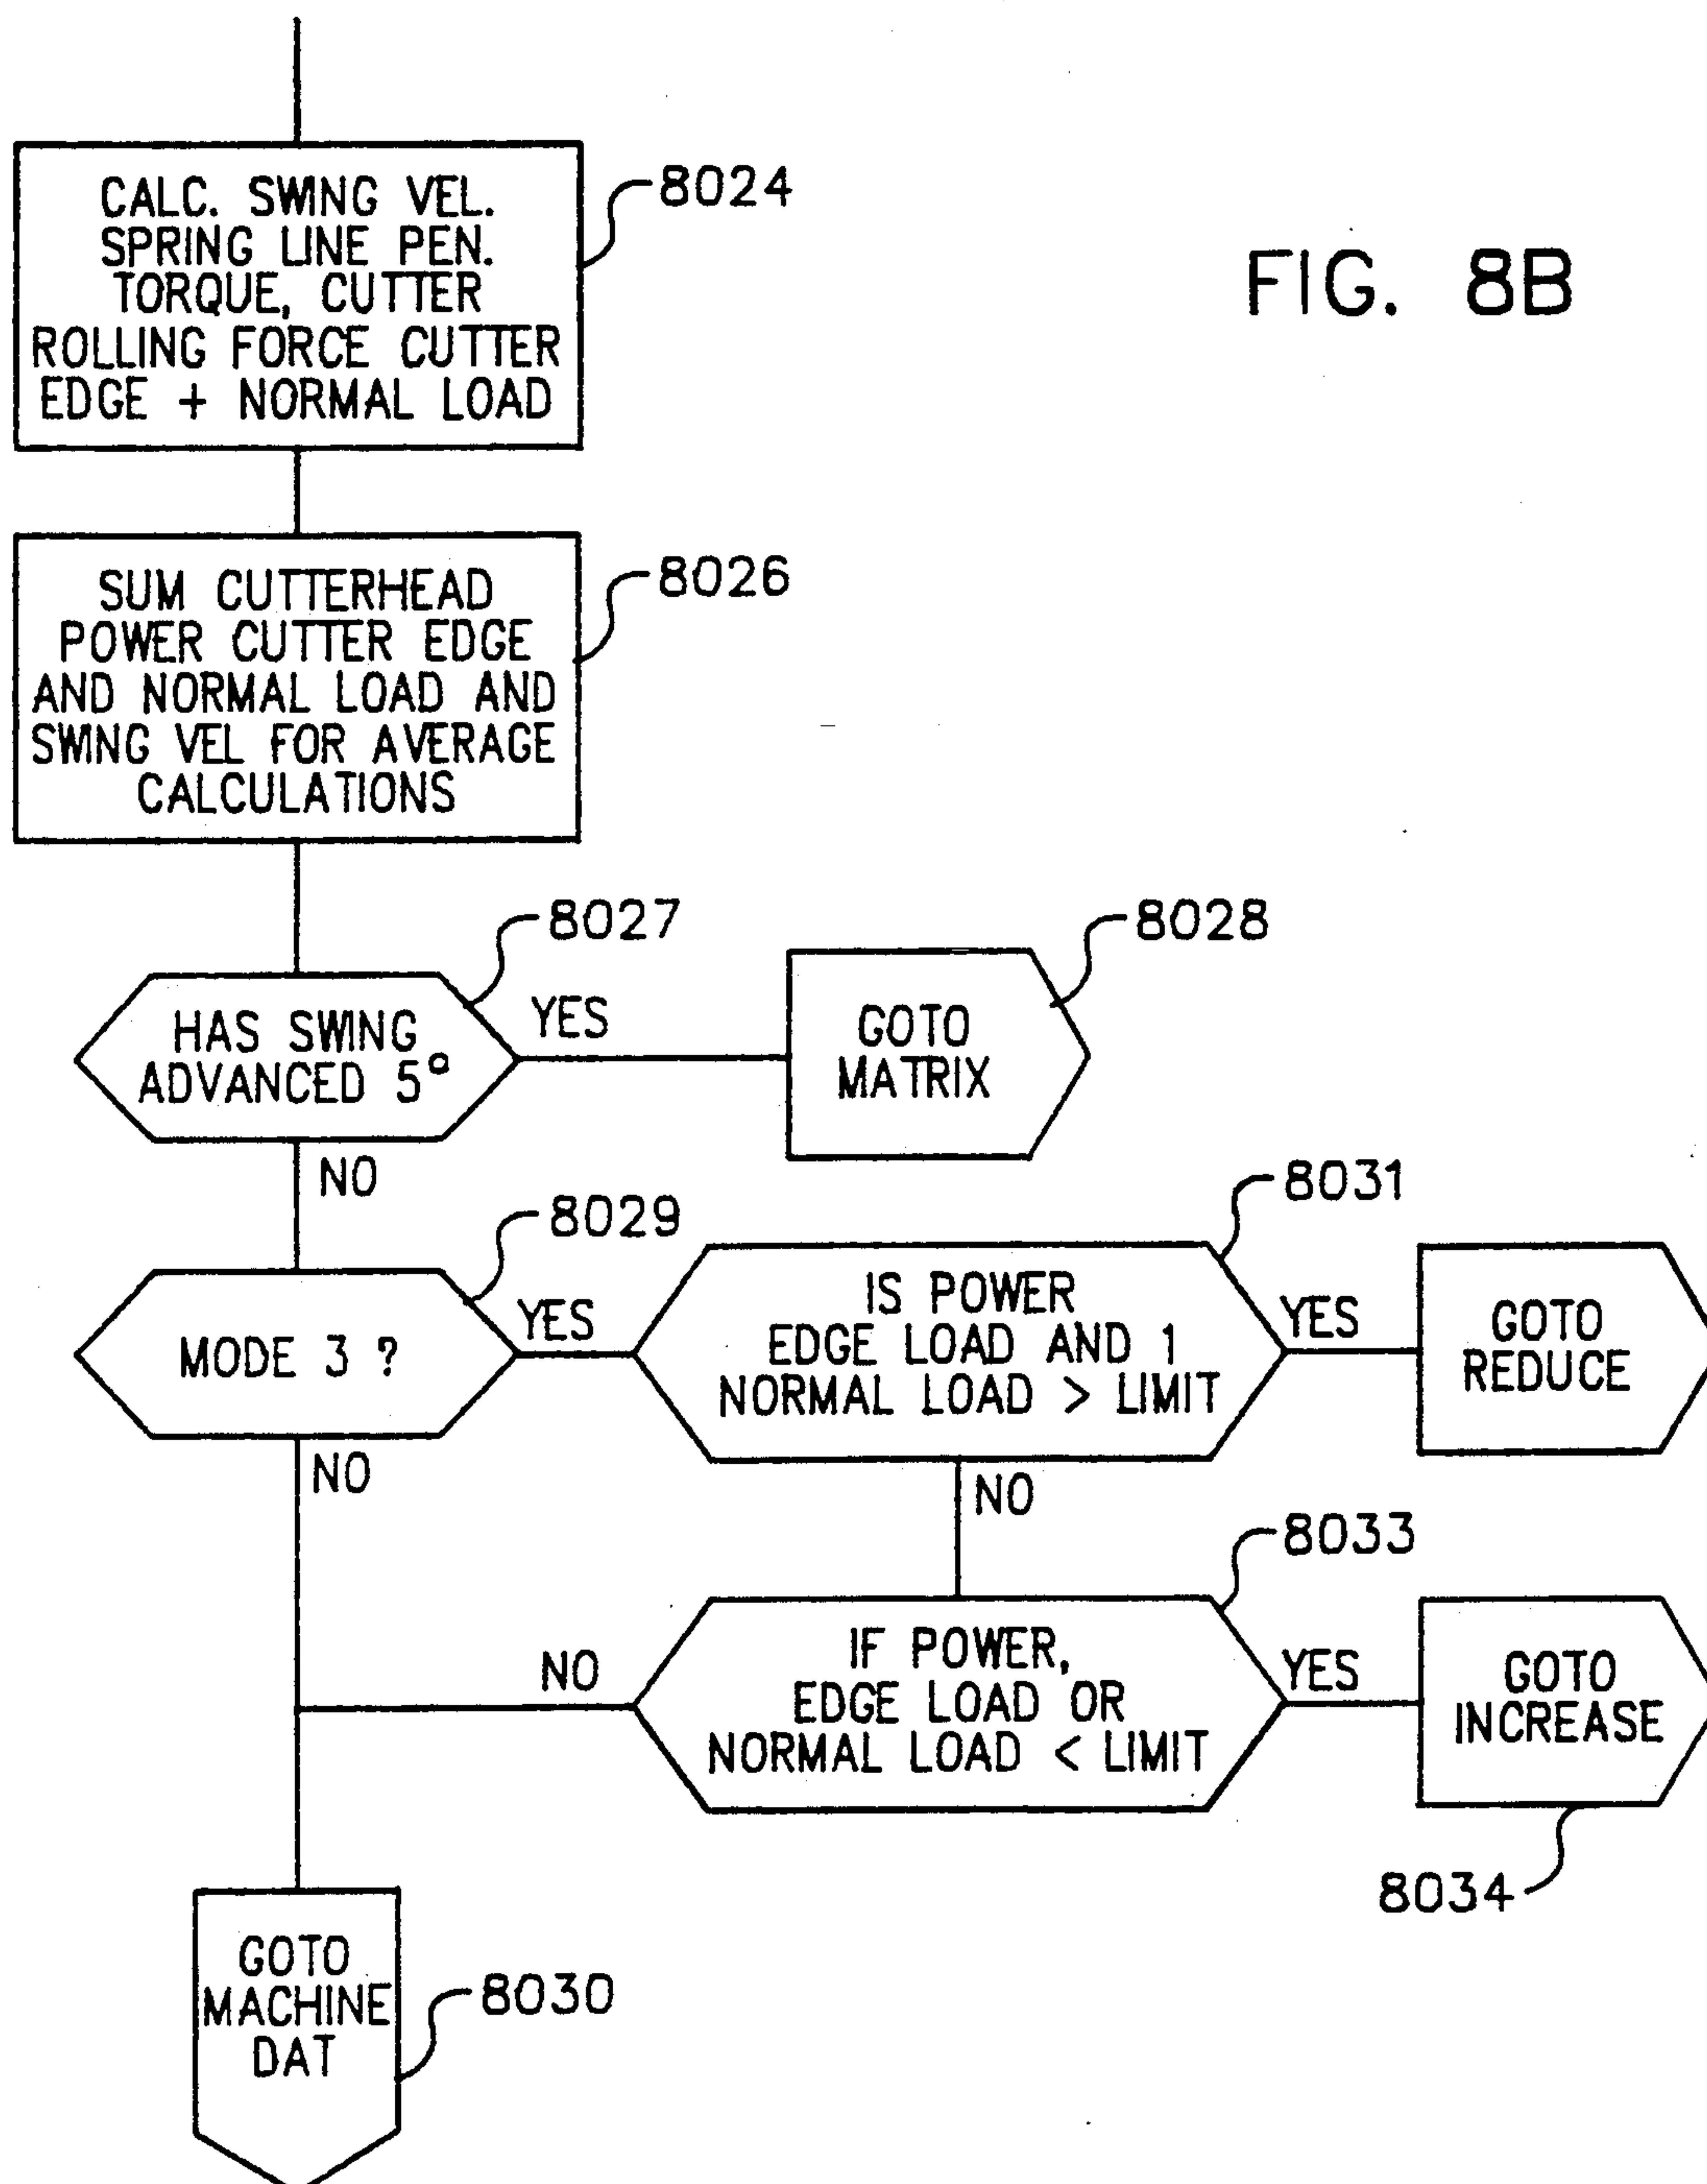 CALC. SWING VEL.
SPRING LINE PEN.
TORQUE, CUTTER
ROLLING FORCE CUTTER
EDGE + NORMAL LOAD
8024
FIG. 8B
SUM CUTTERHEAD
POWER CUTTER EDGE
AND NORMAL LOAD AND
SWING VEL FOR AVERAGE
CALCULATIONS
8026
HAS SWING
ADVANCED 5°
8027
YES
GOTO
MATRIX
8028
NO
MODE 3 ?
8029
YES
IS POWER
EDGE LOAD AND 1
NORMAL LOAD > LIMIT
8031
YES
GOTO
REDUCE
NO
NO
IF POWER,
EDGE LOAD OR
NORMAL LOAD < LIMIT
8033
NO
YES
GOTO
INCREASE
8034
GOTO
MACHINE
DAT
8030